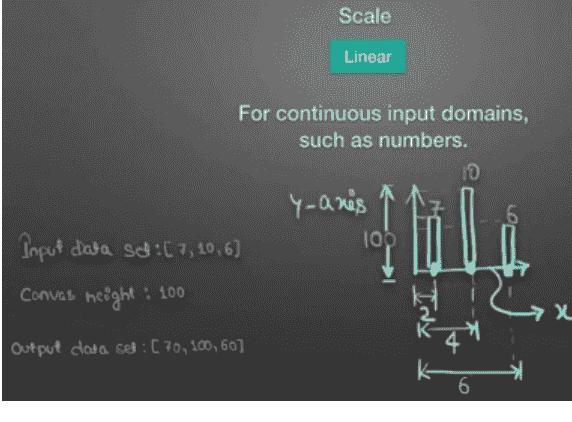 Scale
Linear
For continuous input domains,
such as numbers.
10
y-axis
7
6
100
Input data set:[7,10,6]
Canvas height : 100
2
x
4
Output data set:[70,100,60]
6